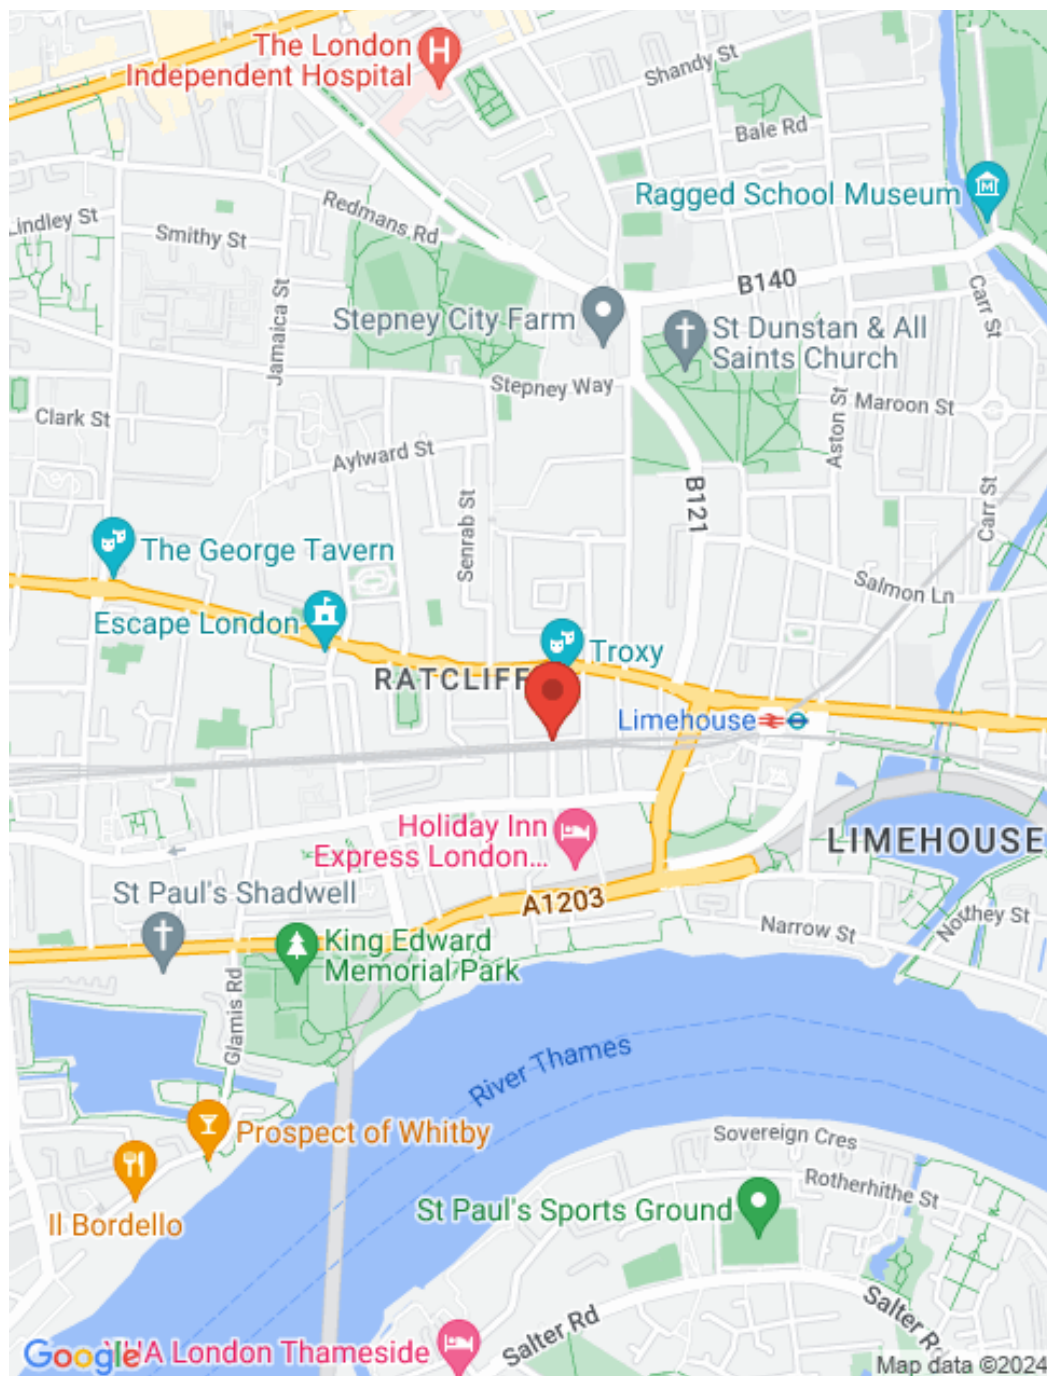 The London
Independent Hospital
Shandy St
Bale Rd
Ragged School Museum
Redmans Rd
Lindley St
Smithy St
B140
Carr St
Jamaica St
Stepney City Farm
St Dunstan & All
Saints Church
Stepney Way
Maroon St
Clark St
Aston St
Aylward St
B121
Carr St
Senrab St
The George Tavern
Salmon Ln
Escape London
Troxy
RATCLIFF
Limehouse
Holiday Inn
Express London...
LIMEHOUSE
St Paul's Shadwell
A1203
Narrow St
Northey St
King Edward
Memorial Park
Glamis Rd
River Thames
Prospect of Whitby
Sovereign Cres
Rotherhithe St
Il Bordello
St Paul's Sports Ground
Salter Rd
Salter Rd
Google
YHA London Thameside
Map data ©2024